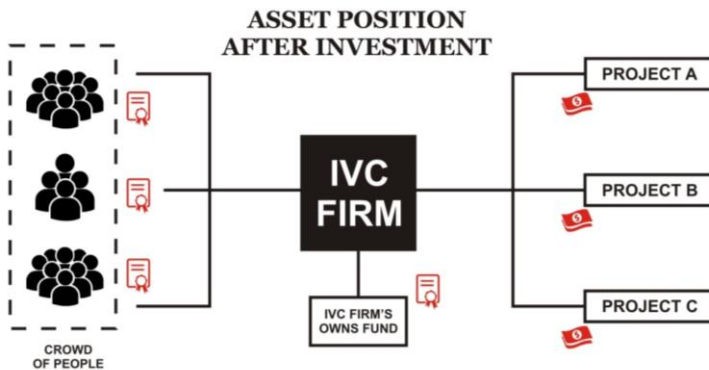 ASSET POSITION
AFTER INVESTMENT
PROJECT A
IVC
FIRM
PROJECT B
IVC FIRM'S
OWNS FUND
PROJECT C
CROWD
OF PEOPLE